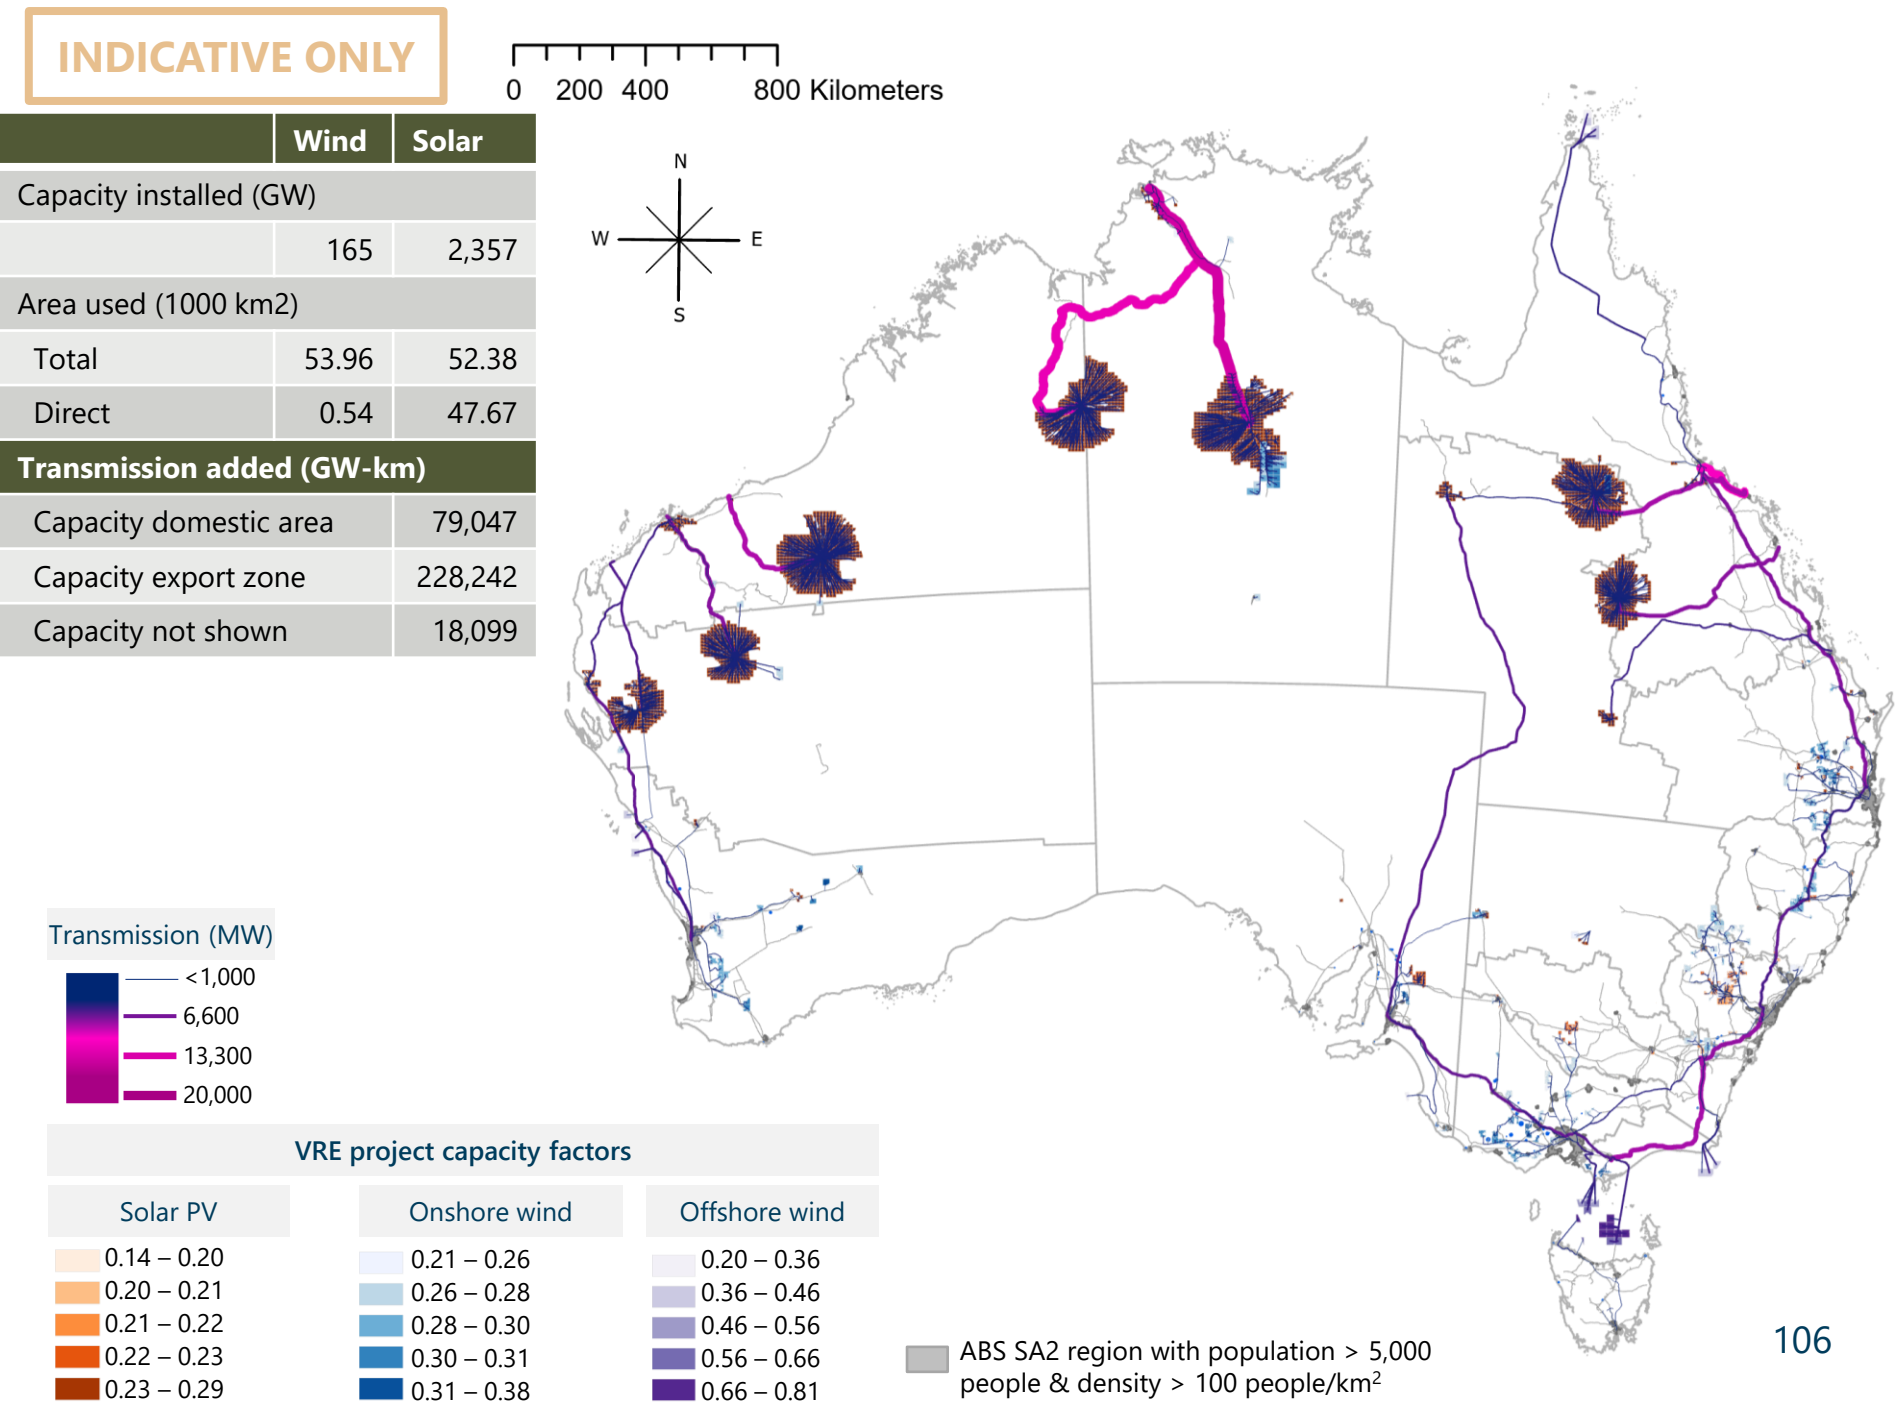 INDICATIVE ONLY
0 200 400 800 Kilometers
Wind Solar
Capacity installed (GW)
165 2,357
Area used (1000 km2)
Total 53.96 52.38
Direct 0.54 47.67
Transmission added (GW-km)
Capacity domestic area 79,047
Capacity export zone 228,242
Capacity not shown 18,099
N
W E
S
Transmission (MW)
<1,000
6,600
13,300
20,000
VRE project capacity factors
Solar PV Onshore wind Offshore wind
0.14 – 0.20 0.21 – 0.26 0.20 – 0.36
0.20 – 0.21 0.26 – 0.28 0.36 – 0.46
0.21 – 0.22 0.28 – 0.30 0.46 – 0.56
0.22 – 0.23 0.30 – 0.31 0.56 – 0.66
0.23 – 0.29 0.31 – 0.38 0.66 – 0.81
ABS SA2 region with population > 5,000
people & density > 100 people/km²
106